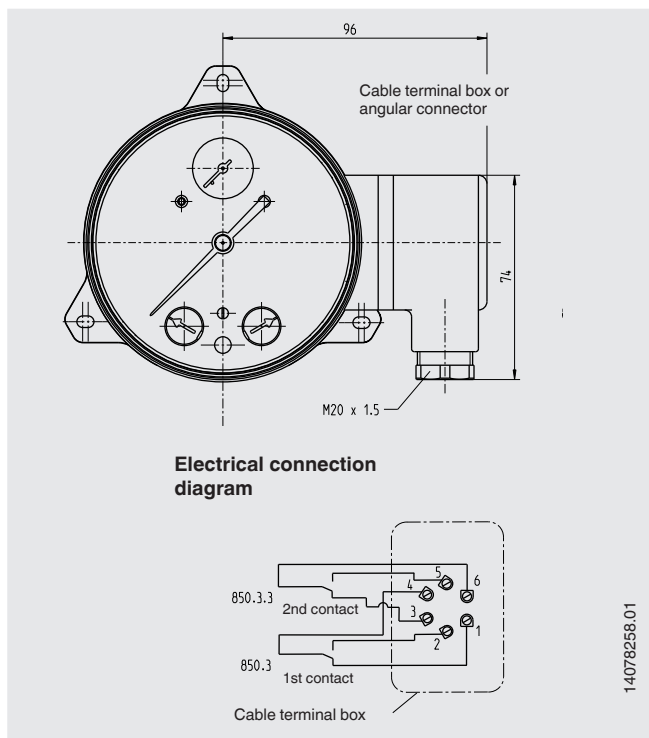 96
Cable terminal box or
angular connector
74
M20 x 1.5
Electrical connection
diagram
5
6
4
850.3.3
2nd contact
3
1
2
850.3
1st contact
Cable terminal box
14078258.01